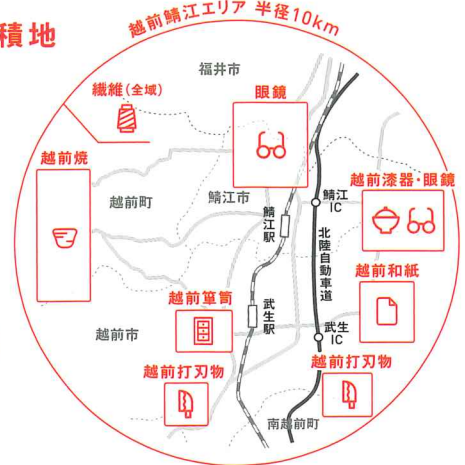 積地
越前鯖江エリア 半径10km
福井市
繊維(全域)
眼鏡
越前焼
越前漆器・眼鏡
越前町
鯖江市
鯖江駅
鯖江
IC
北陸自動車道
越前和紙
越前箪笥
武生駅
武生
IC
越前市
越前打刃物
越前打刃物
南越前町